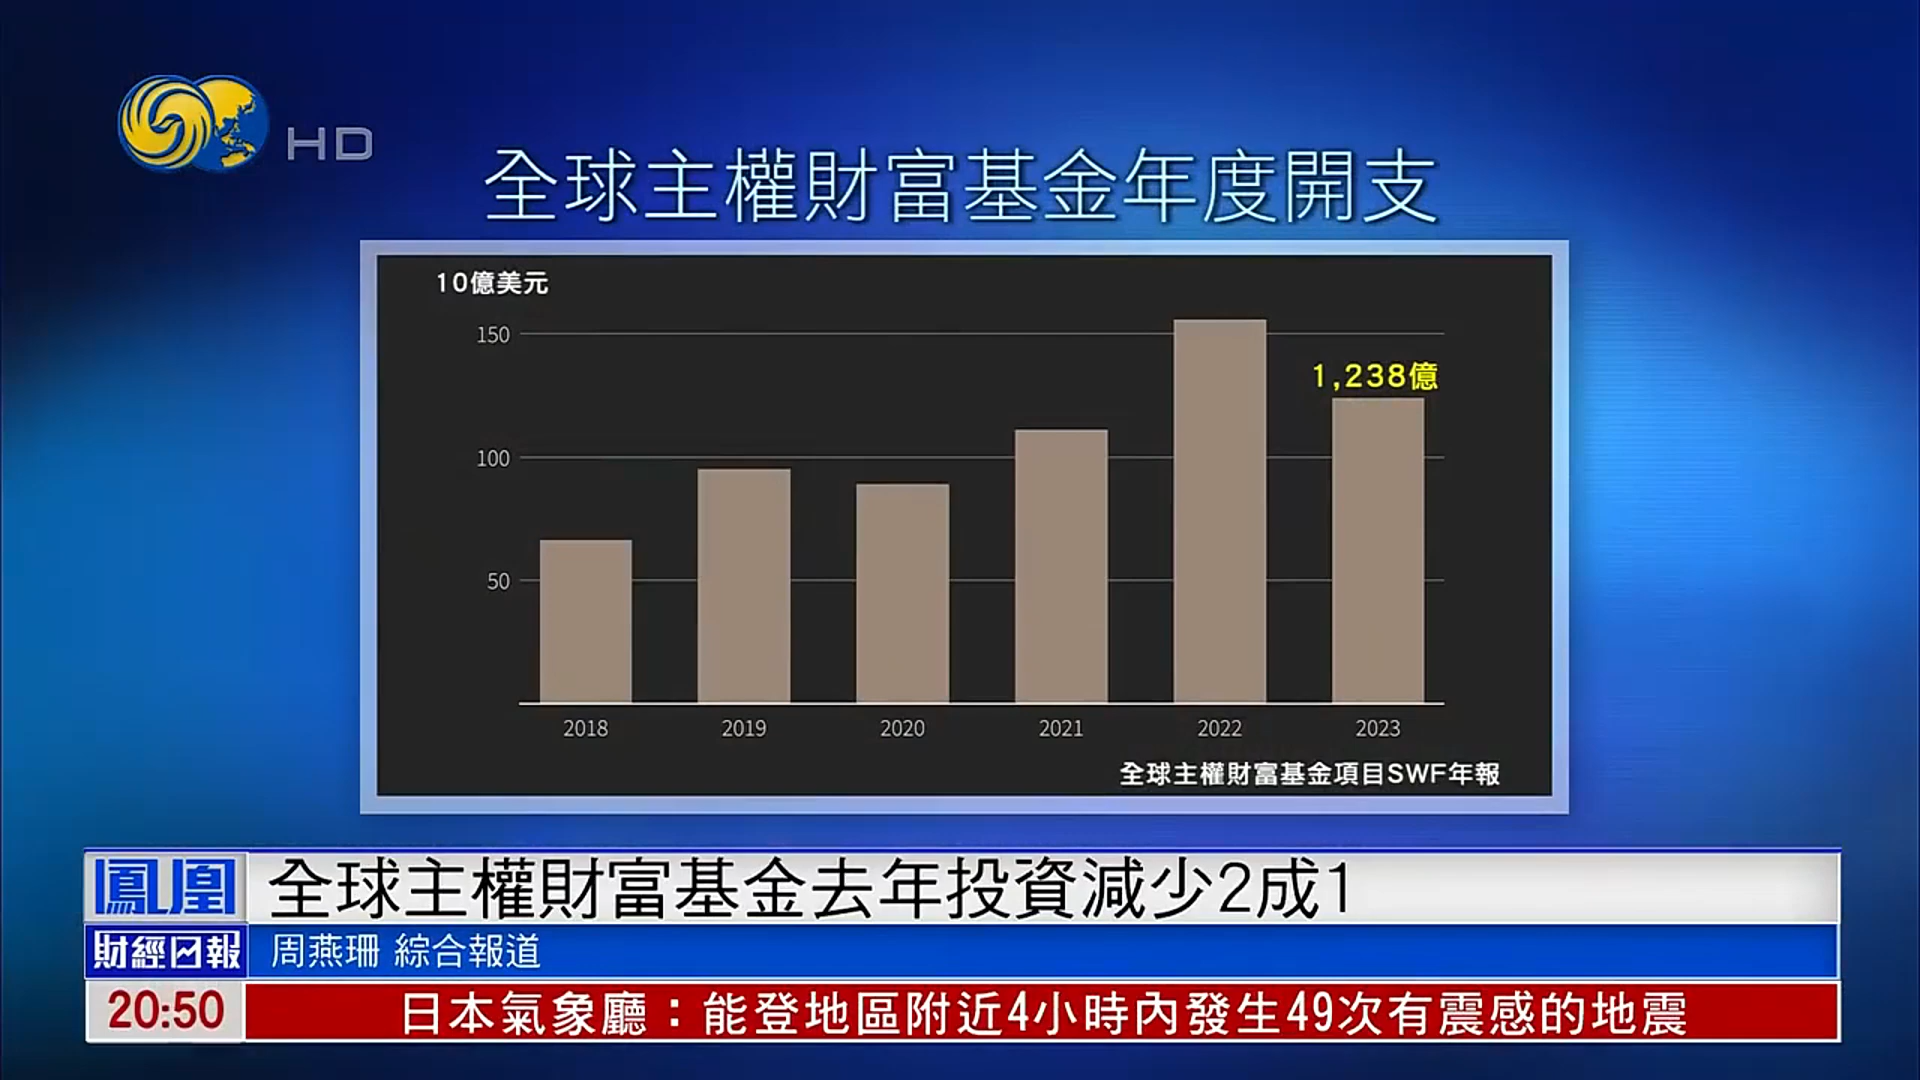 HD
全球主權財富基金年度開支
10億美元
150
1,238億
100
50
2018 2019 2020 2021 2022 2023
全球主權財富基金項目SWF年報
鳳凰
全球主權財富基金去年投資減少2成1
財經日報
周燕珊 綜合報道
20:50
日本氣象廳：能登地區附近4小時內發生49次有震感的地震